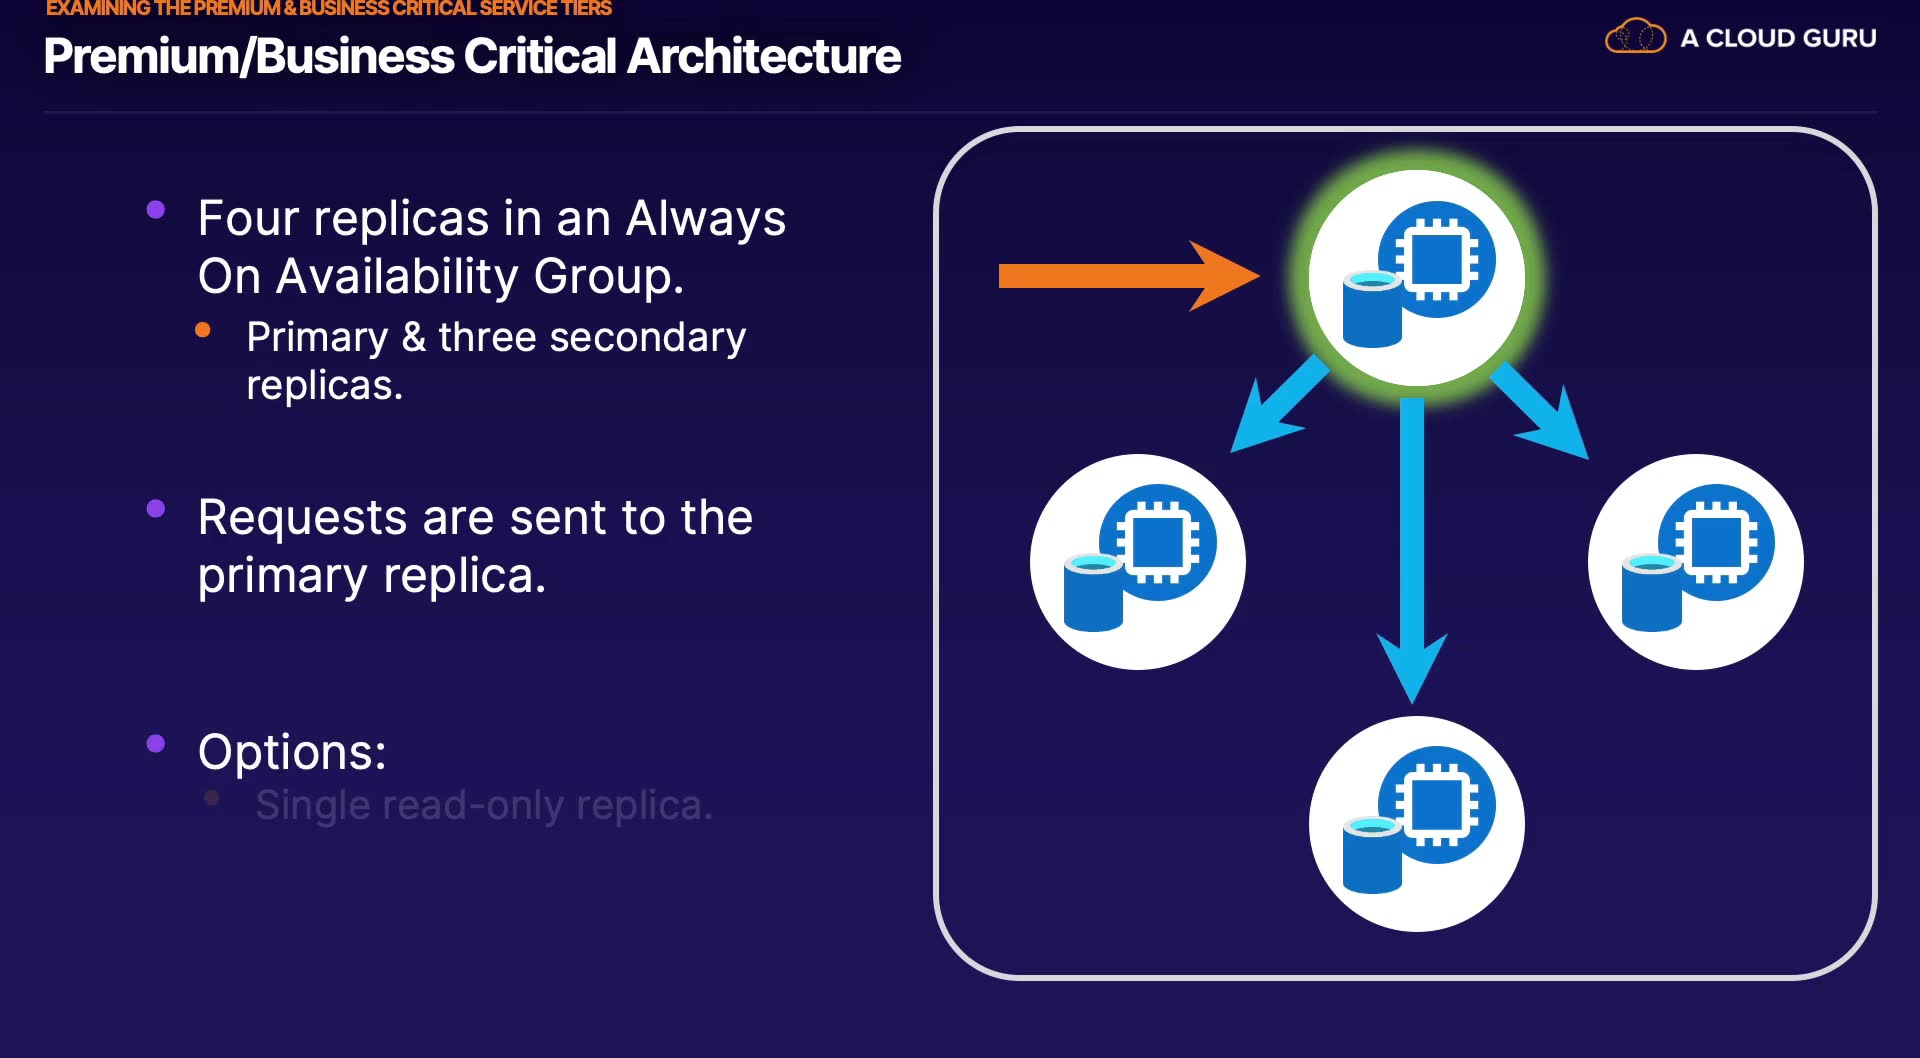 EXAMINING THE PREMIUM & BUSINESS CRITICAL SERVICE TIERS
Premium/Business Critical Architecture
A CLOUD GURU
Four replicas in an Always
On Availability Group.
Primary & three secondary
replicas.
Requests are sent to the
primary replica.
Options:
Single read-only replica.